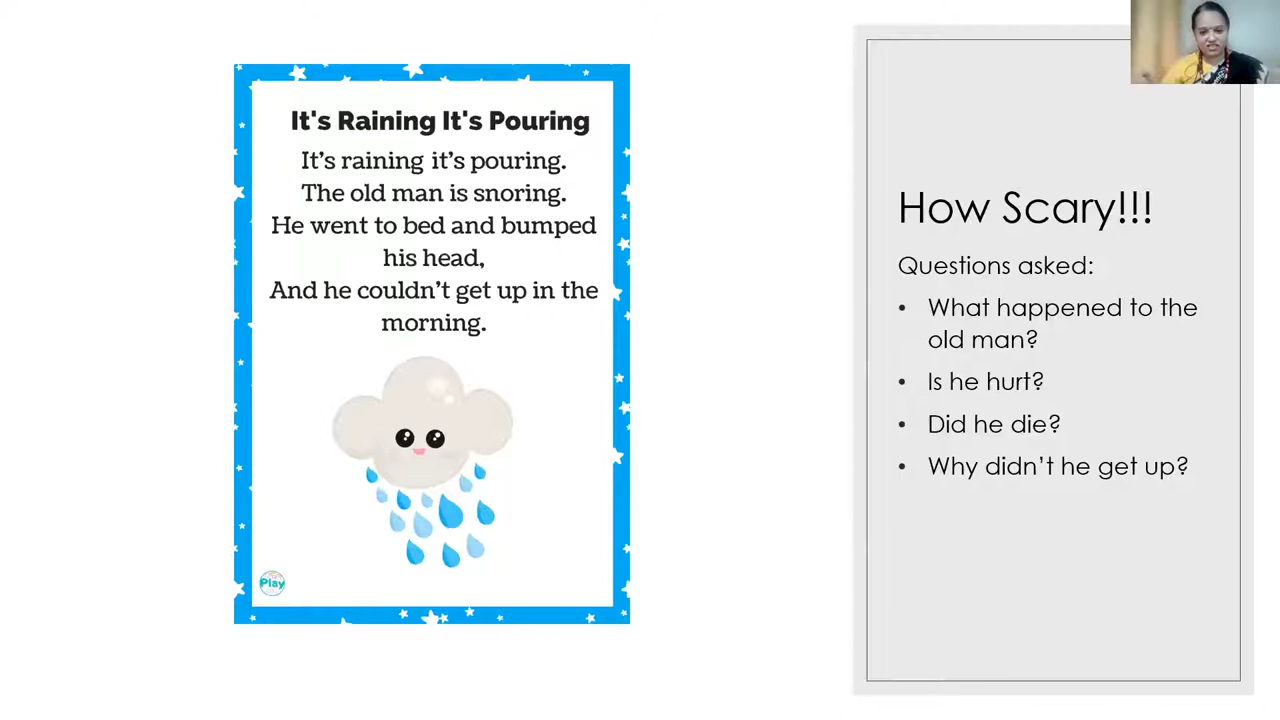 It's Raining It's Pouring
It's raining it's pouring.
The old man is snoring.
He went to bed and bumped
his head,
And he couldn't get up in the
morning.
Play
How Scary!!!
Questions asked:
• What happened to the
old man?
• Is he hurt?
• Did he die?
• Why didn't he get up?